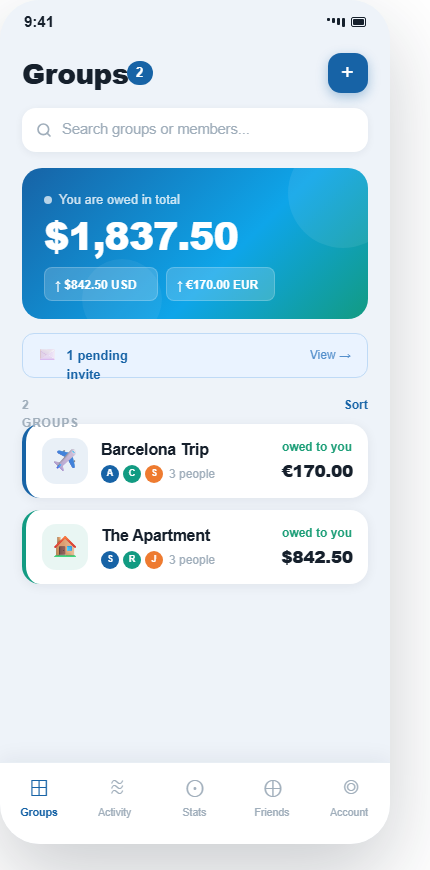 9:41
Groups 2
+
Search groups or members...
You are owed in total
$1,837.50
↑ $842.50 USD ↑ €170.00 EUR
1 pending
invite
View →
2
GROUPS
Sort
Barcelona Trip
A C S 3 people
owed to you
€170.00
The Apartment
S R J 3 people
owed to you
$842.50
Groups Activity Stats Friends Account